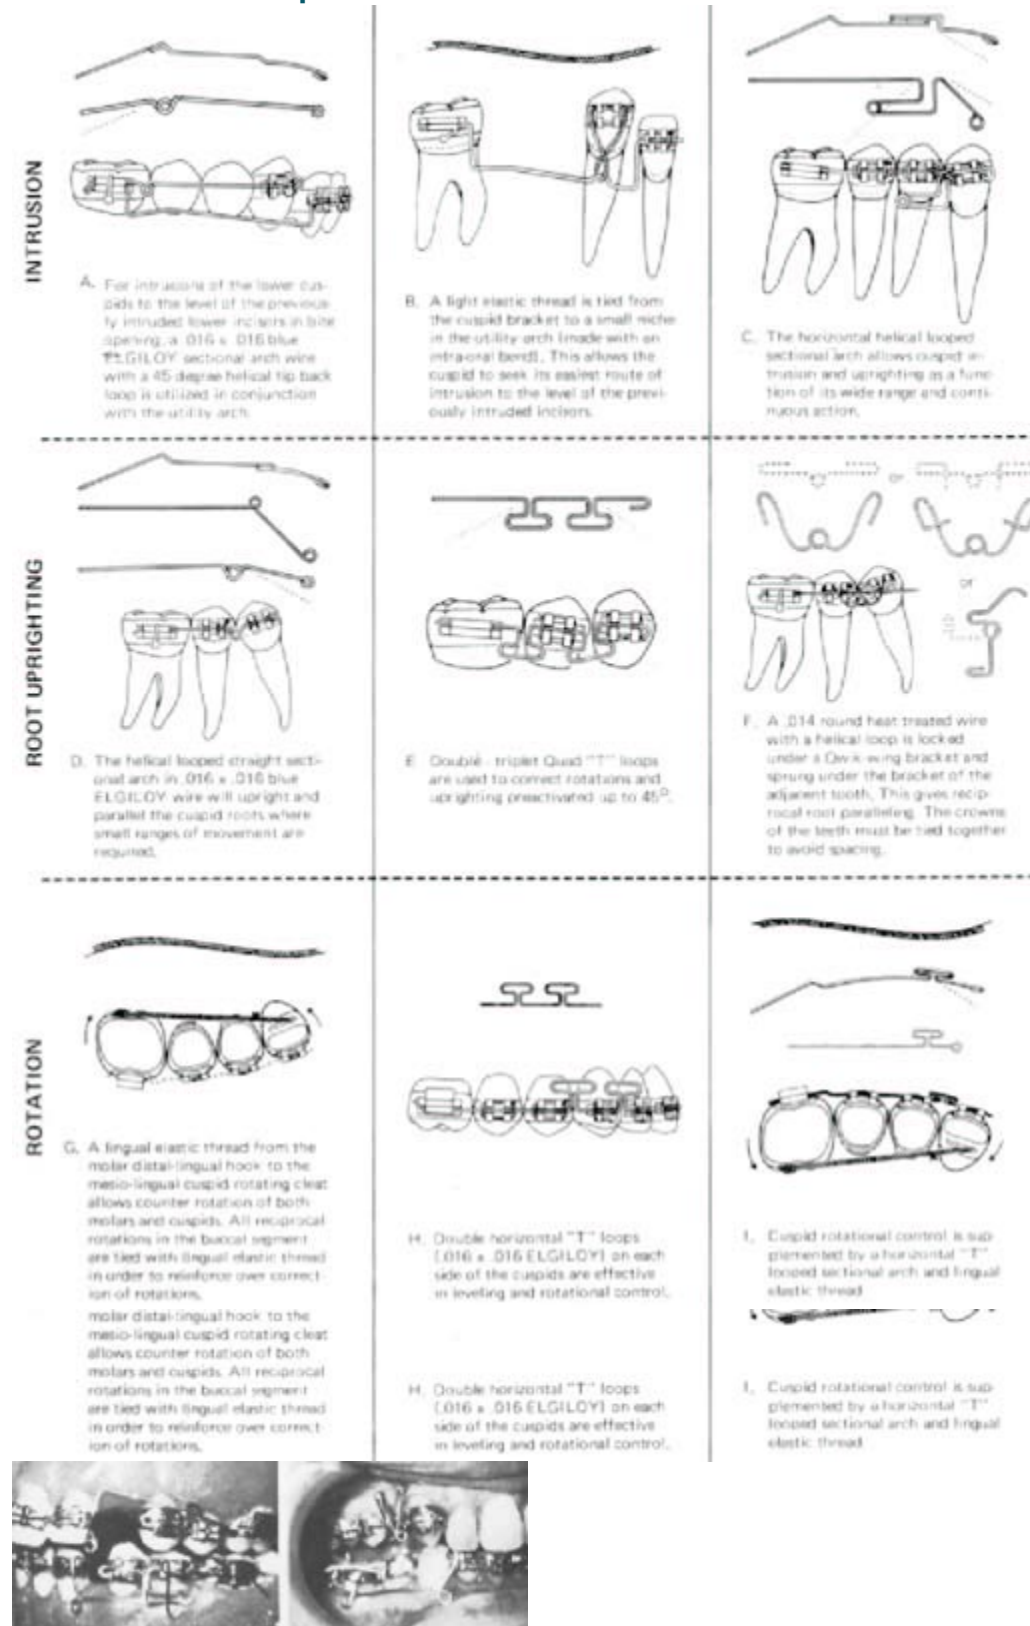 INTRUSION
A. For intrusions of the lower cus-
pids to the level of the previous-
ly intruded lower incisors in bite
opening, a .016 x .016 blue
ELGILOY sectional arch wire
with a 45 degree helical tip back
loop is utilized in conjunction
with the utility arch.
B. A light elastic thread is tied from
the cuspid bracket to a small niche
in the utility arch (made with an
intra-oral bend). This allows the
cuspid to seek its easiest route of
intrusion to the level of the previ-
ously intruded incisors.
C. The horizontal helical looped
sectional arch allows cuspid in-
trusion and uprighting as a func-
tion of its wide range and conti-
nuous action.
ROOT UPRIGHTING
or
or
D. The helical looped straight secti-
onal arch in .016 x .016 blue
ELGILOY wire will upright and
parallel the cuspid roots where
small ranges of movement are
required.
E. Double - triplet Quad "T" loops
are used to correct rotations and
uprighting preactivated up to 45°.
F. A .014 round heat treated wire
with a helical loop is locked
under a Qwik-wing bracket and
sprung under the bracket of the
adjacent tooth. This gives recip-
rocal root paralleling. The crowns
of the teeth must be tied together
to avoid spacing.
ROTATION
G. A lingual elastic thread from the
molar distal-lingual hook to the
mesio-lingual cuspid rotating cleat
allows counter rotation of both
molars and cuspids. All reciprocal
rotations in the buccal segment
are tied with lingual elastic thread
in order to reinforce over correct-
ion of rotations.
molar distal-lingual hook to the
mesio-lingual cuspid rotating cleat
allows counter rotation of both
molars and cuspids. All reciprocal
rotations in the buccal segment
are tied with lingual elastic thread
in order to reinforce over correct-
ion of rotations.
H. Double horizontal "T" loops
(.016 x .016 ELGILOY) on each
side of the cuspids are effective
in leveling and rotational control.
H. Double horizontal "T" loops
(.016 x .016 ELGILOY) on each
side of the cuspids are effective
in leveling and rotational control.
I. Cuspid rotational control is sup-
plemented by a horizontal "T"
looped sectional arch and lingual
elastic thread
I. Cuspid rotational control is sup-
plemented by a horizontal "T"
looped sectional arch and lingual
elastic thread